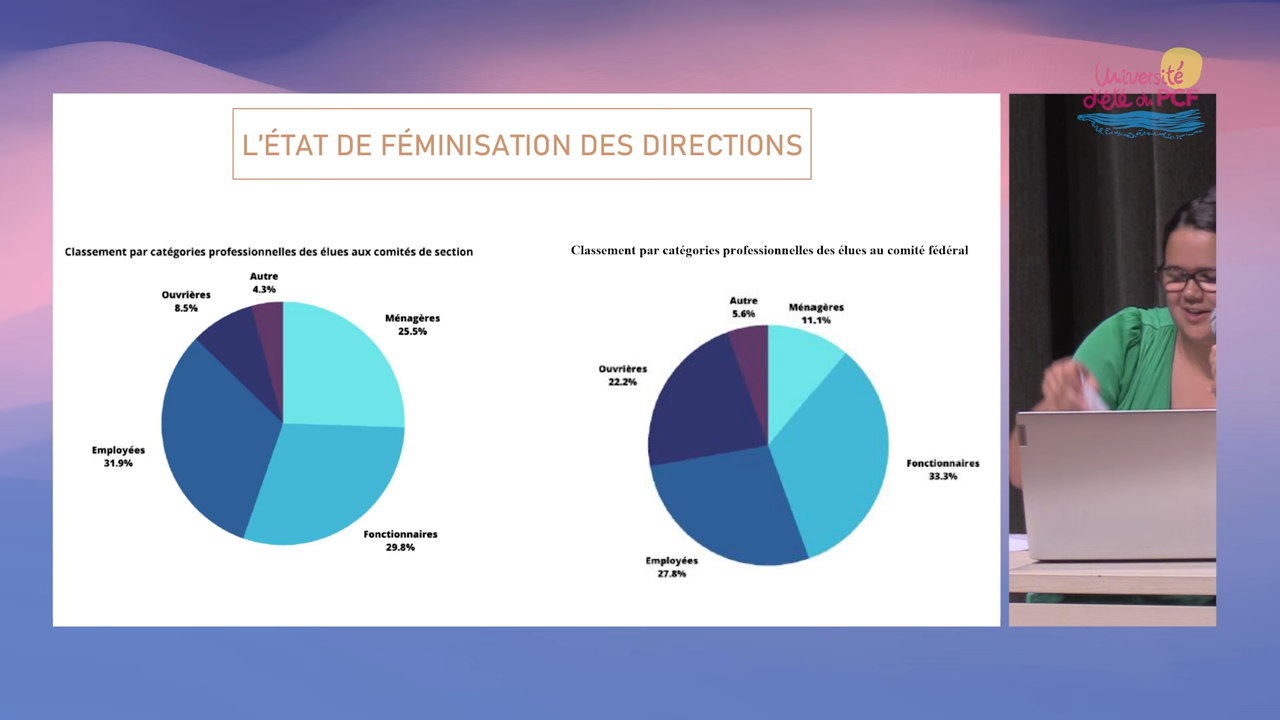 Université
d'été du PCF
L'ÉTAT DE FÉMINISATION DES DIRECTIONS
Classement par catégories professionnelles des élues aux comités de section
Autre
4.3%
Ouvrières
8.5%
Ménagères
25.5%
Employées
31.9%
Fonctionnaires
29.8%
Classement par catégories professionnelles des élues au comité fédéral
Autre
5.6%
Ménagères
11.1%
Ouvrières
22.2%
Fonctionnaires
33.3%
Employées
27.8%